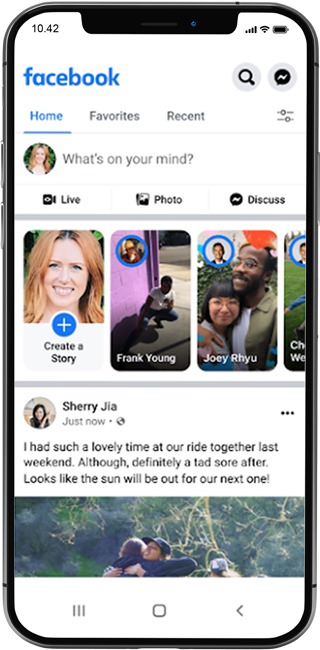 10.42
facebook
Home Favorites Recent
What's on your mind?
Live Photo Discuss
Create a
Story
Frank Young
Joey Rhyu
Sherry Jia
Just now
I had such a lovely time at our ride together last
weekend. Although, definitely a tad sore after.
Looks like the sun will be out for our next one!